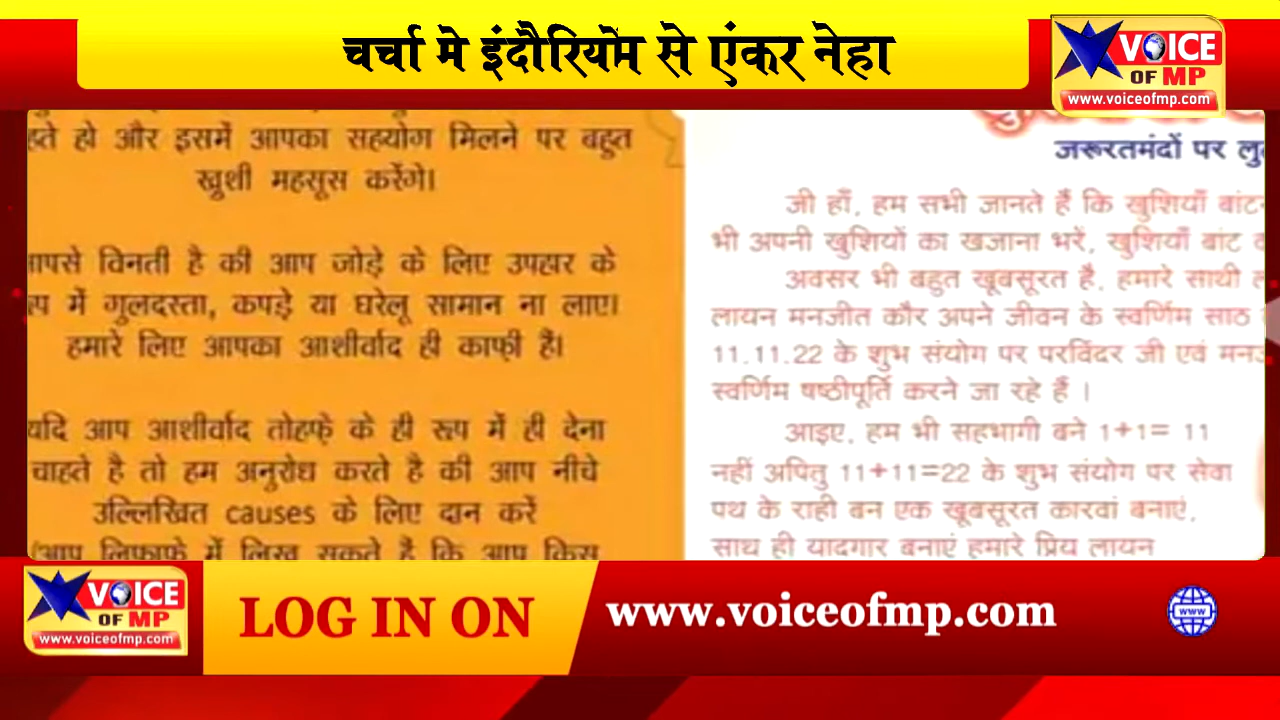 चर्चा मे इंदौरियम से एंकर नेहा
VOICE
OF MP
www.voiceofmp.com
हो और इसमें आपका सहयोग मिलने पर बहुत
खुशी महसूस करेंगे।
विनती है की आप जोड़े के लिए उपहार के
में गुलदस्ता, कपड़े या घरेलू सामान ना लाए।
हमारे लिए आपका आशीर्वाद ही काफ़ी है।
यदि आप आशीर्वाद तोहफ़े के ही रूप में ही देना
चाहते है तो हम अनुरोध करते है की आप नीचे
उल्लिखित causes के लिए दान करें
(आप लिफाफे में लिख सकते है कि आप किस
जरूरतमंदों पर
जी हाँ, हम सभी जानते हैं कि खुशियाँ
भी अपनी खुशियों का खजाना भरें, खुशियाँ बांट
अवसर भी बहुत खूबसूरत है, हमारे साथी
लायन मनजीत कौर अपने जीवन के स्वर्णिम साठ
11.11.22 के शुभ संयोग पर परविंदर जी एवं
स्वर्णिम षष्ठीपूर्ति करने जा रहे हैं ।
आइए, हम भी सहभागी बने 1+1= 11
नहीं अपितु 11+11=22 के शुभ संयोग पर सेवा
पथ के राही बन एक खूबसूरत कारवां बनाएं,
साथ ही यादगार बनाएं हमारे प्रिय लायन
VOICE
OF MP
www.voiceofmp.com
LOG IN ON
www.voiceofmp.com
www